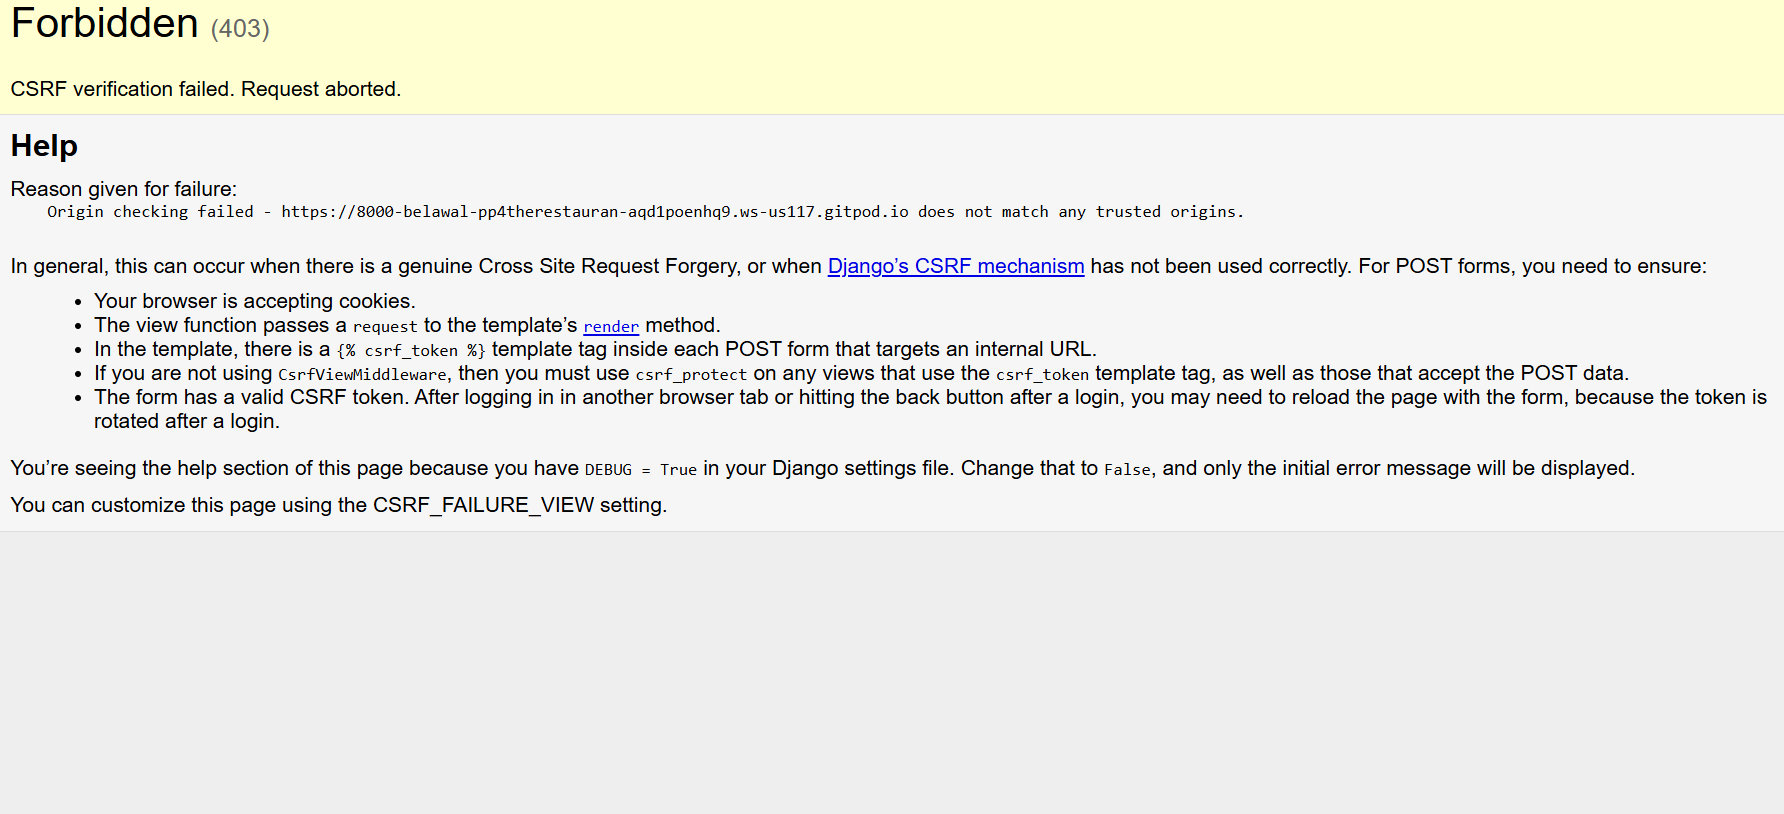 Forbidden (403)
CSRF verification failed. Request aborted.
Help
Reason given for failure:
Origin checking failed - https://8000-belawal-pp4therestauran-aqd1poenhq9.ws-us117.gitpod.io does not match any trusted origins.
In general, this can occur when there is a genuine Cross Site Request Forgery, or when Django’s CSRF mechanism has not been used correctly. For POST forms, you need to ensure:
• Your browser is accepting cookies.
• The view function passes a request to the template’s render method.
• In the template, there is a {% csrf_token %} template tag inside each POST form that targets an internal URL.
• If you are not using CsrfViewMiddleware, then you must use csrf_protect on any views that use the csrf_token template tag, as well as those that accept the POST data.
• The form has a valid CSRF token. After logging in in another browser tab or hitting the back button after a login, you may need to reload the page with the form, because the token is
rotated after a login.
You’re seeing the help section of this page because you have DEBUG = True in your Django settings file. Change that to False, and only the initial error message will be displayed.
You can customize this page using the CSRF_FAILURE_VIEW setting.